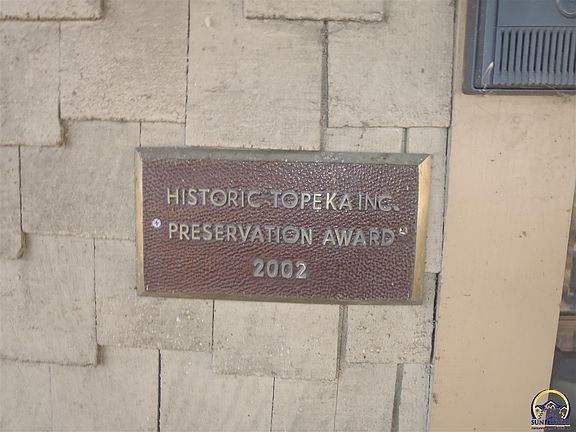 HISTORIC TOPEKA INC.
PRESERVATION AWARD
2002